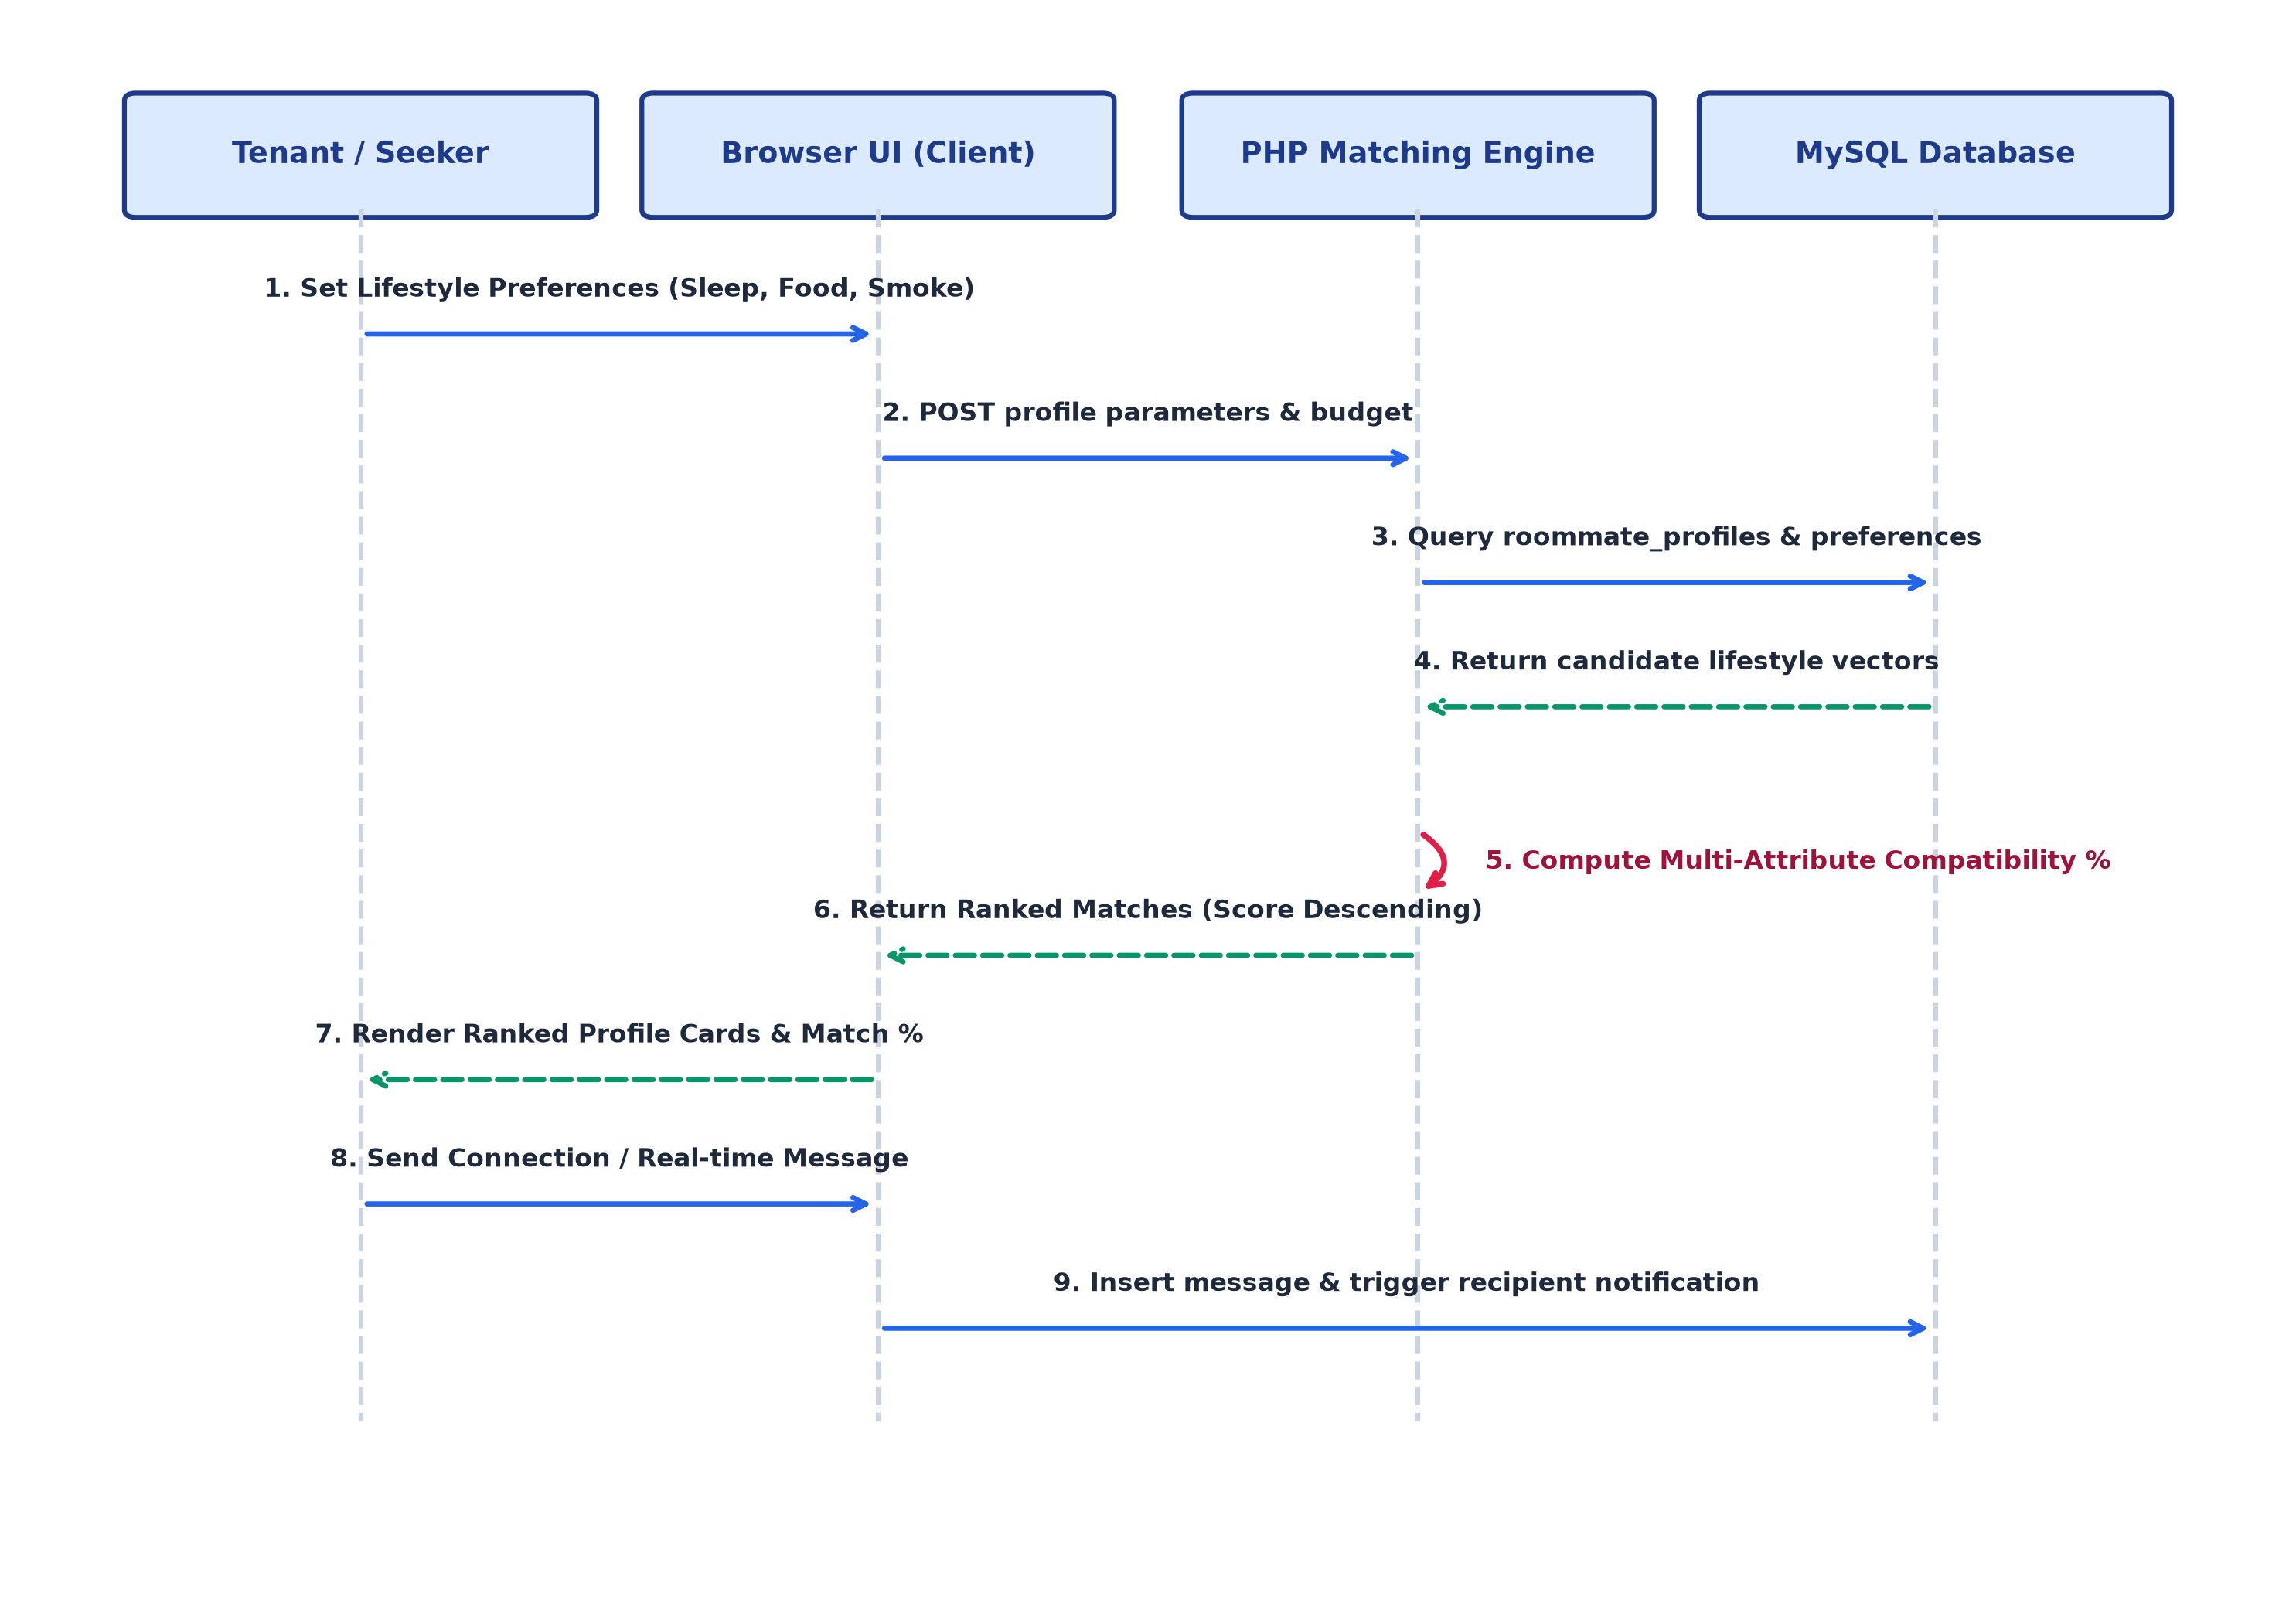 Tenant / Seeker
Browser UI (Client)
PHP Matching Engine
MySQL Database
1. Set Lifestyle Preferences (Sleep, Food, Smoke)
2. POST profile parameters & budget
3. Query roommate_profiles & preferences
4. Return candidate lifestyle vectors
5. Compute Multi-Attribute Compatibility %
6. Return Ranked Matches (Score Descending)
7. Render Ranked Profile Cards & Match %
8. Send Connection / Real-time Message
9. Insert message & trigger recipient notification